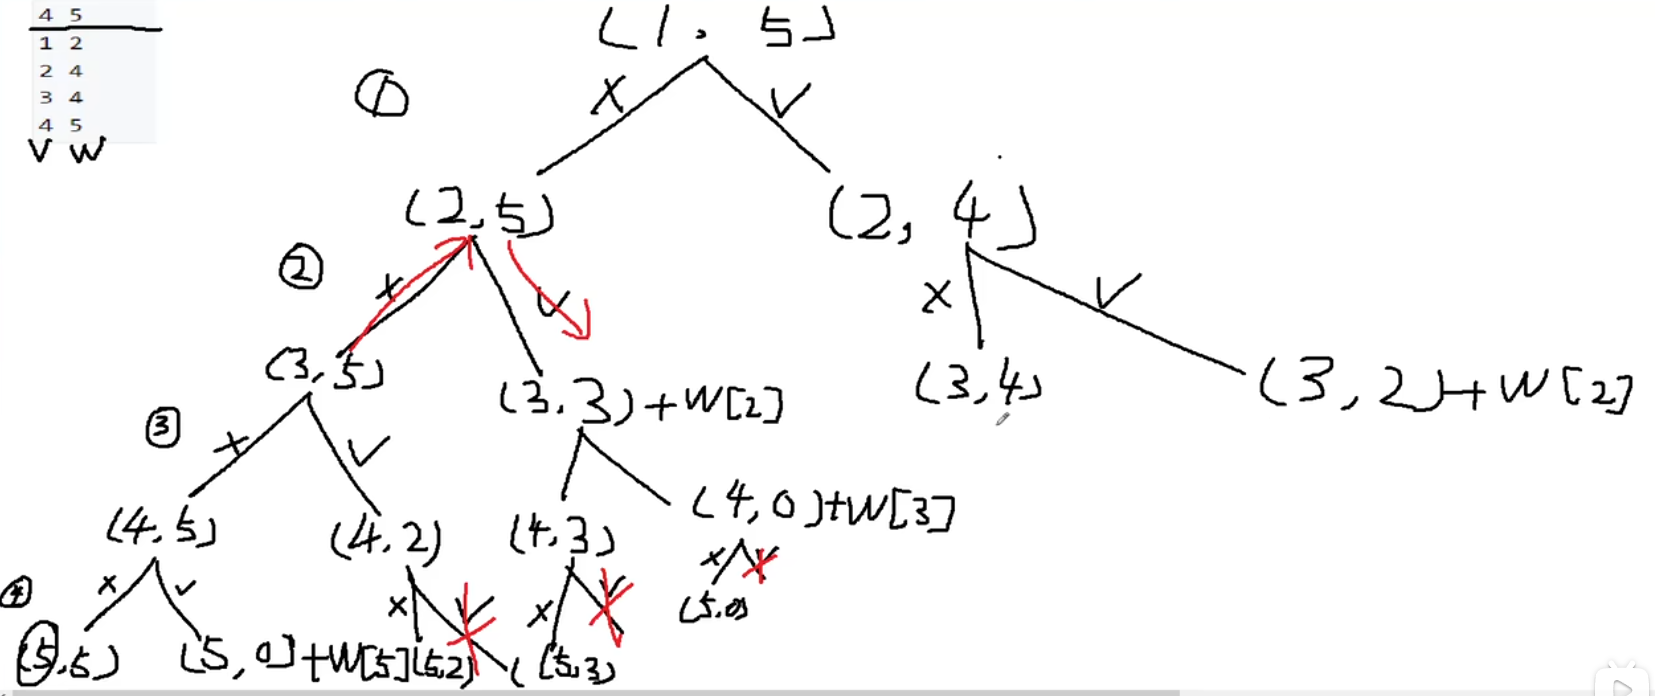 4 5
1 2
2 4
3 4
4 5
V W
(1, 5)
①
X √
(2,5) (2, 4)
②
X √ X √
(3,5) (3,3)+W[2] (3,4) (3,2)+W[2]
③
X √
(4,5) (4,2) (4,3) (4,0)+W[3]
④
X √ X √ X √ X √
(5,5) (5,0]+W[5] (5,2) ( (5,3) (5,0)